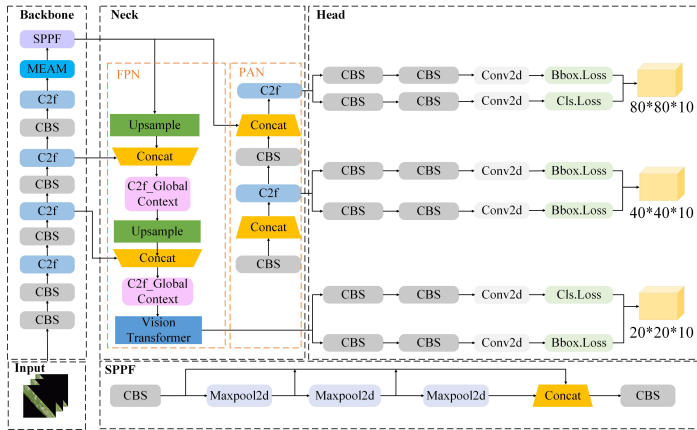 Backbone
SPPF
MEAM
C2f
CBS
C2f
CBS
C2f
CBS
C2f
CBS
CBS
Input
Neck
FPN
Upsample
Concat
C2f_Global
Context
Upsample
Concat
C2f_Global
Context
Vision
Transformer
PAN
C2f
Concat
CBS
C2f
Concat
CBS
Head
CBS CBS Conv2d Bbox.Loss
CBS CBS Conv2d Cls.Loss
80*80*10
CBS CBS Conv2d Bbox.Loss
CBS CBS Conv2d Bbox.Loss
40*40*10
CBS CBS Conv2d Cls.Loss
CBS CBS Conv2d Bbox.Loss
20*20*10
SPPF
CBS Maxpool2d Maxpool2d Maxpool2d Concat CBS